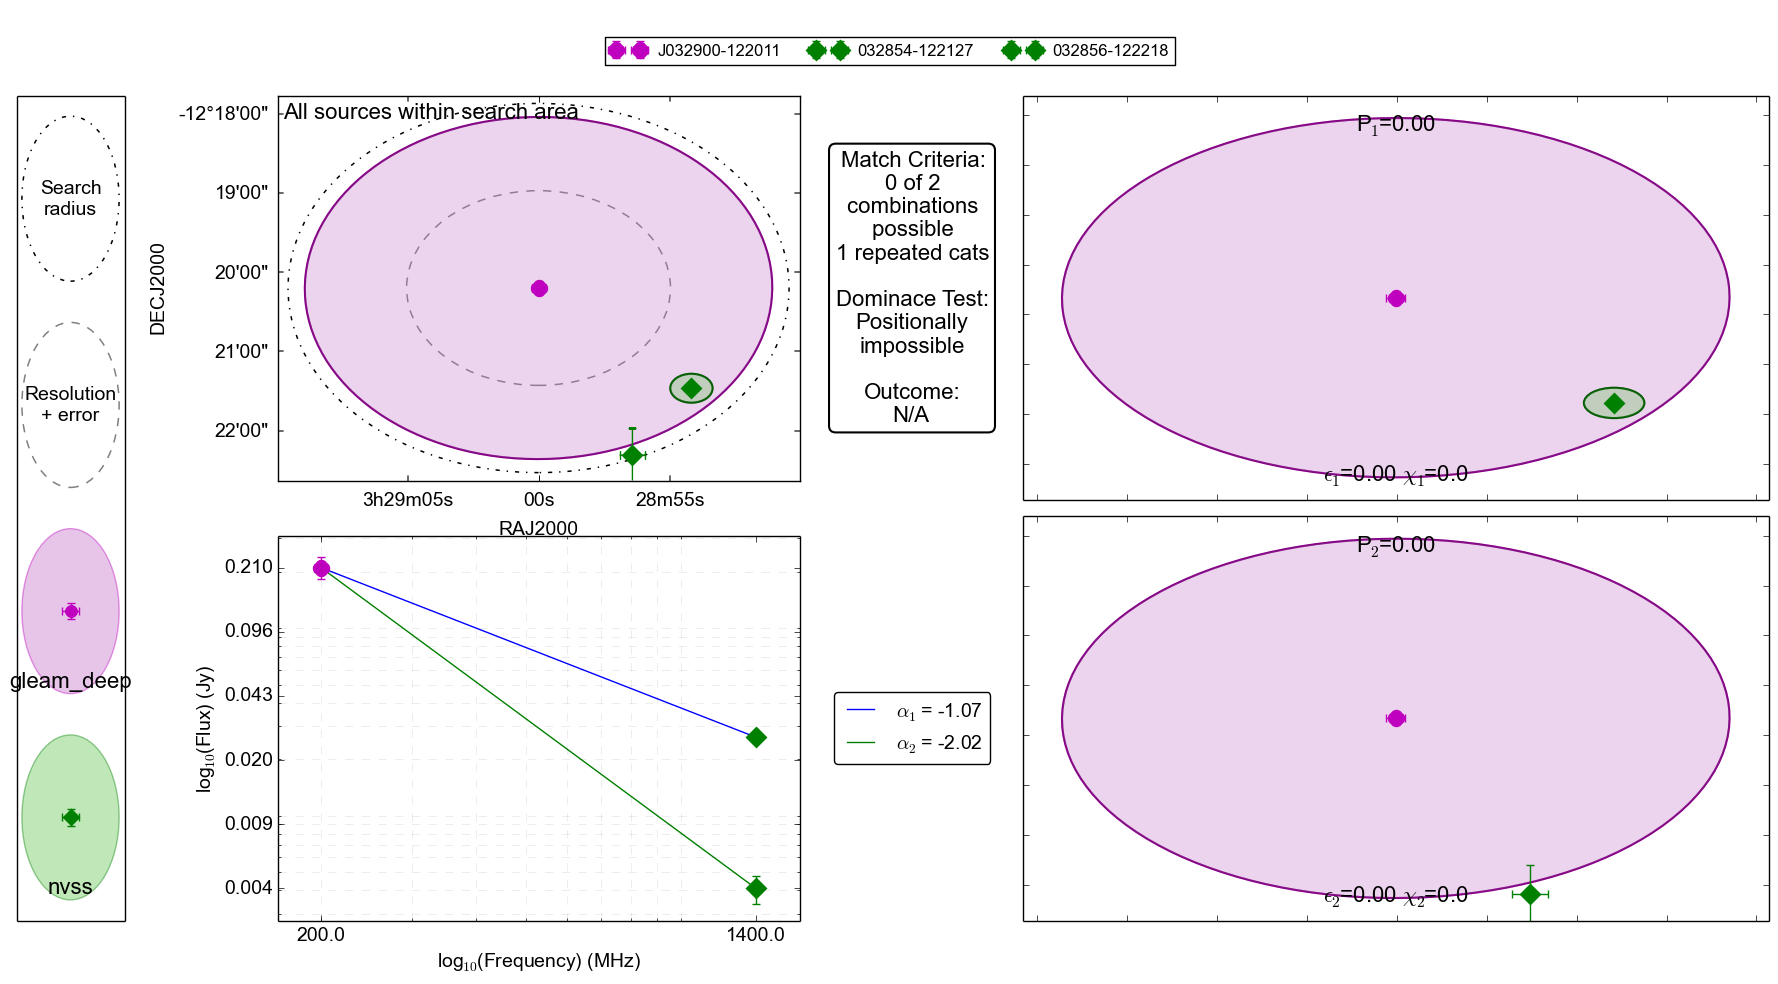 J032900-122011 032854-122127 032856-122218
Search
radius
Resolution
+ error
gleam_deep
nvss
All sources within search area
DECJ2000
-12°18'00"
19'00"
20'00"
21'00"
22'00"
3h29m05s 00s 28m55s
RAJ2000
Match Criteria:
0 of 2
combinations
possible
1 repeated cats
Dominace Test:
Positionally
impossible
Outcome:
N/A
P₁=0.00
ϵ₁=0.00 χ₁=0.0
log₁₀(Flux) (Jy)
0.210
0.096
0.043
0.020
0.009
0.004
200.0 1400.0
log₁₀(Frequency) (MHz)
α₁ = -1.07
α₂ = -2.02
P₂=0.00
ϵ₂=0.00 χ₂=0.0